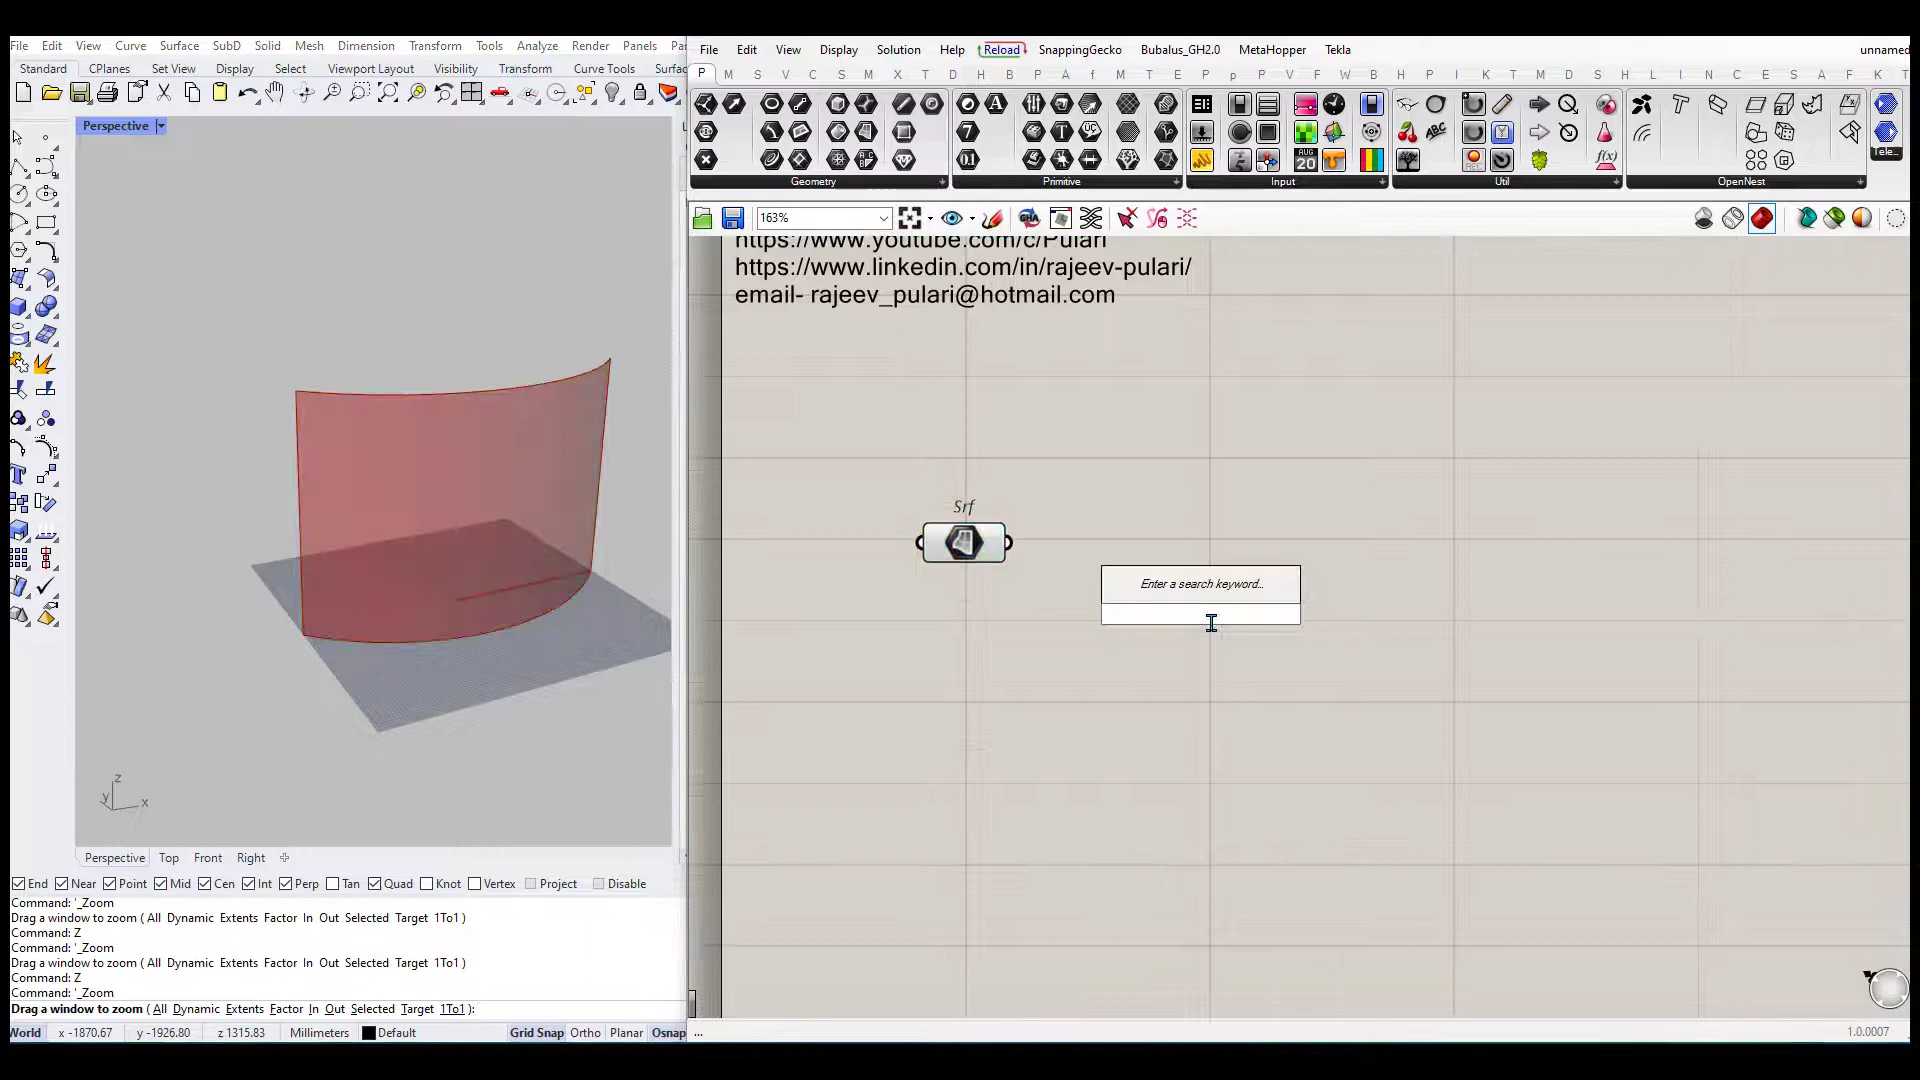 File Edit View Curve Surface SubD Solid Mesh Dimension Transform Tools Analyze Render Panels
Standard CPlanes Set View Display Select Viewport Layout Visibility Transform Curve Tools
Perspective
z
y
x
Perspective Top Front Right
End Near Point Mid Cen Int Perp Tan Quad Knot Vertex Project Disable
Command: '_Zoom
Drag a window to zoom ( All Dynamic Extents Factor In Out Selected Target 1To1 )
Command: Z
Command: '_Zoom
Drag a window to zoom ( All Dynamic Extents Factor In Out Selected Target 1To1 )
Command: Z
Command: '_Zoom
Drag a window to zoom ( All Dynamic Extents Factor In Out Selected Target 1To1 ):
World x -1870.67 y -1926.80 z 1315.83 Millimeters Default Grid Snap Ortho Planar Osnap
File Edit View Display Solution Help Reload SnappingGecko Bubalus_GH2.0 MetaHopper Tekla
unnamed
P M S V C S M X T D H B P A f M T E P p P V F W B H P I K T M D S H T L I N C E S A F K T
Geometry Primitive Input Util OpenNest
Tele...
163%
https://www.youtube.com/c/Pulari
https://www.linkedin.com/in/rajeev-pulari/
email- rajeev_pulari@hotmail.com
Srf
Enter a search keyword...
...
1.0.0007